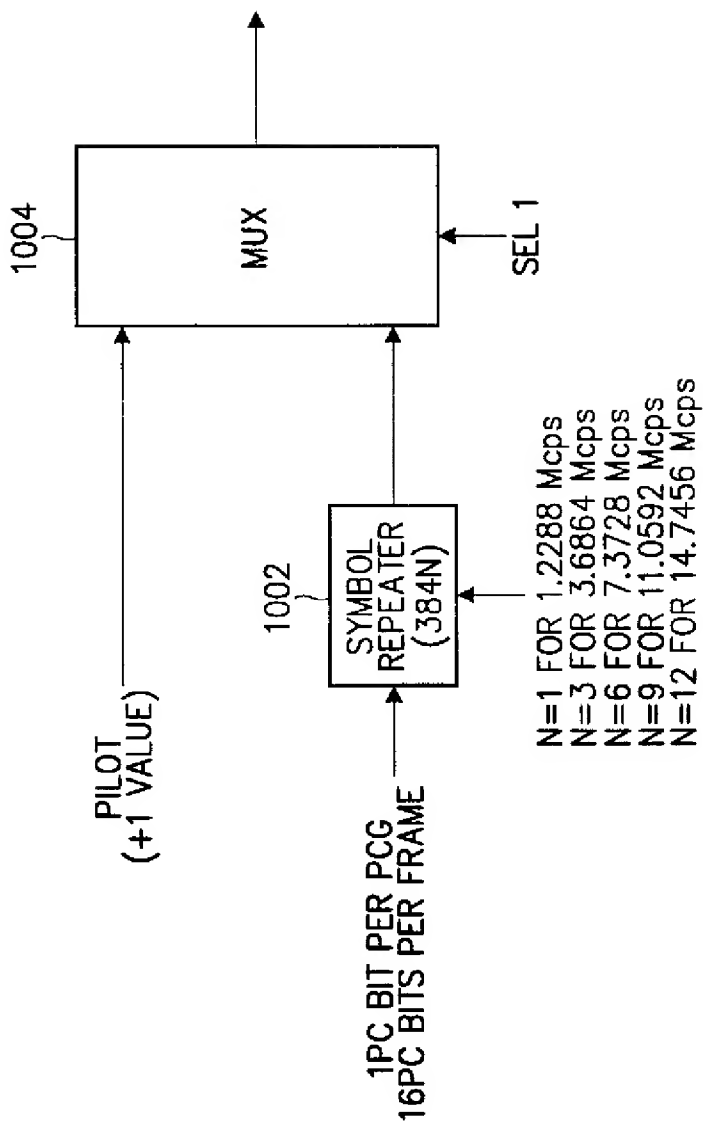 PILOT
(+1 VALUE)
1004
MUX
SEL 1
1PC BIT PER PCG
16PC BITS PER FRAME
1002
SYMBOL
REPEATER
(384N)
N=1 FOR 1.2288 Mcps
N=3 FOR 3.6864 Mcps
N=6 FOR 7.3728 Mcps
N=9 FOR 11.0592 Mcps
N=12 FOR 14.7456 Mcps